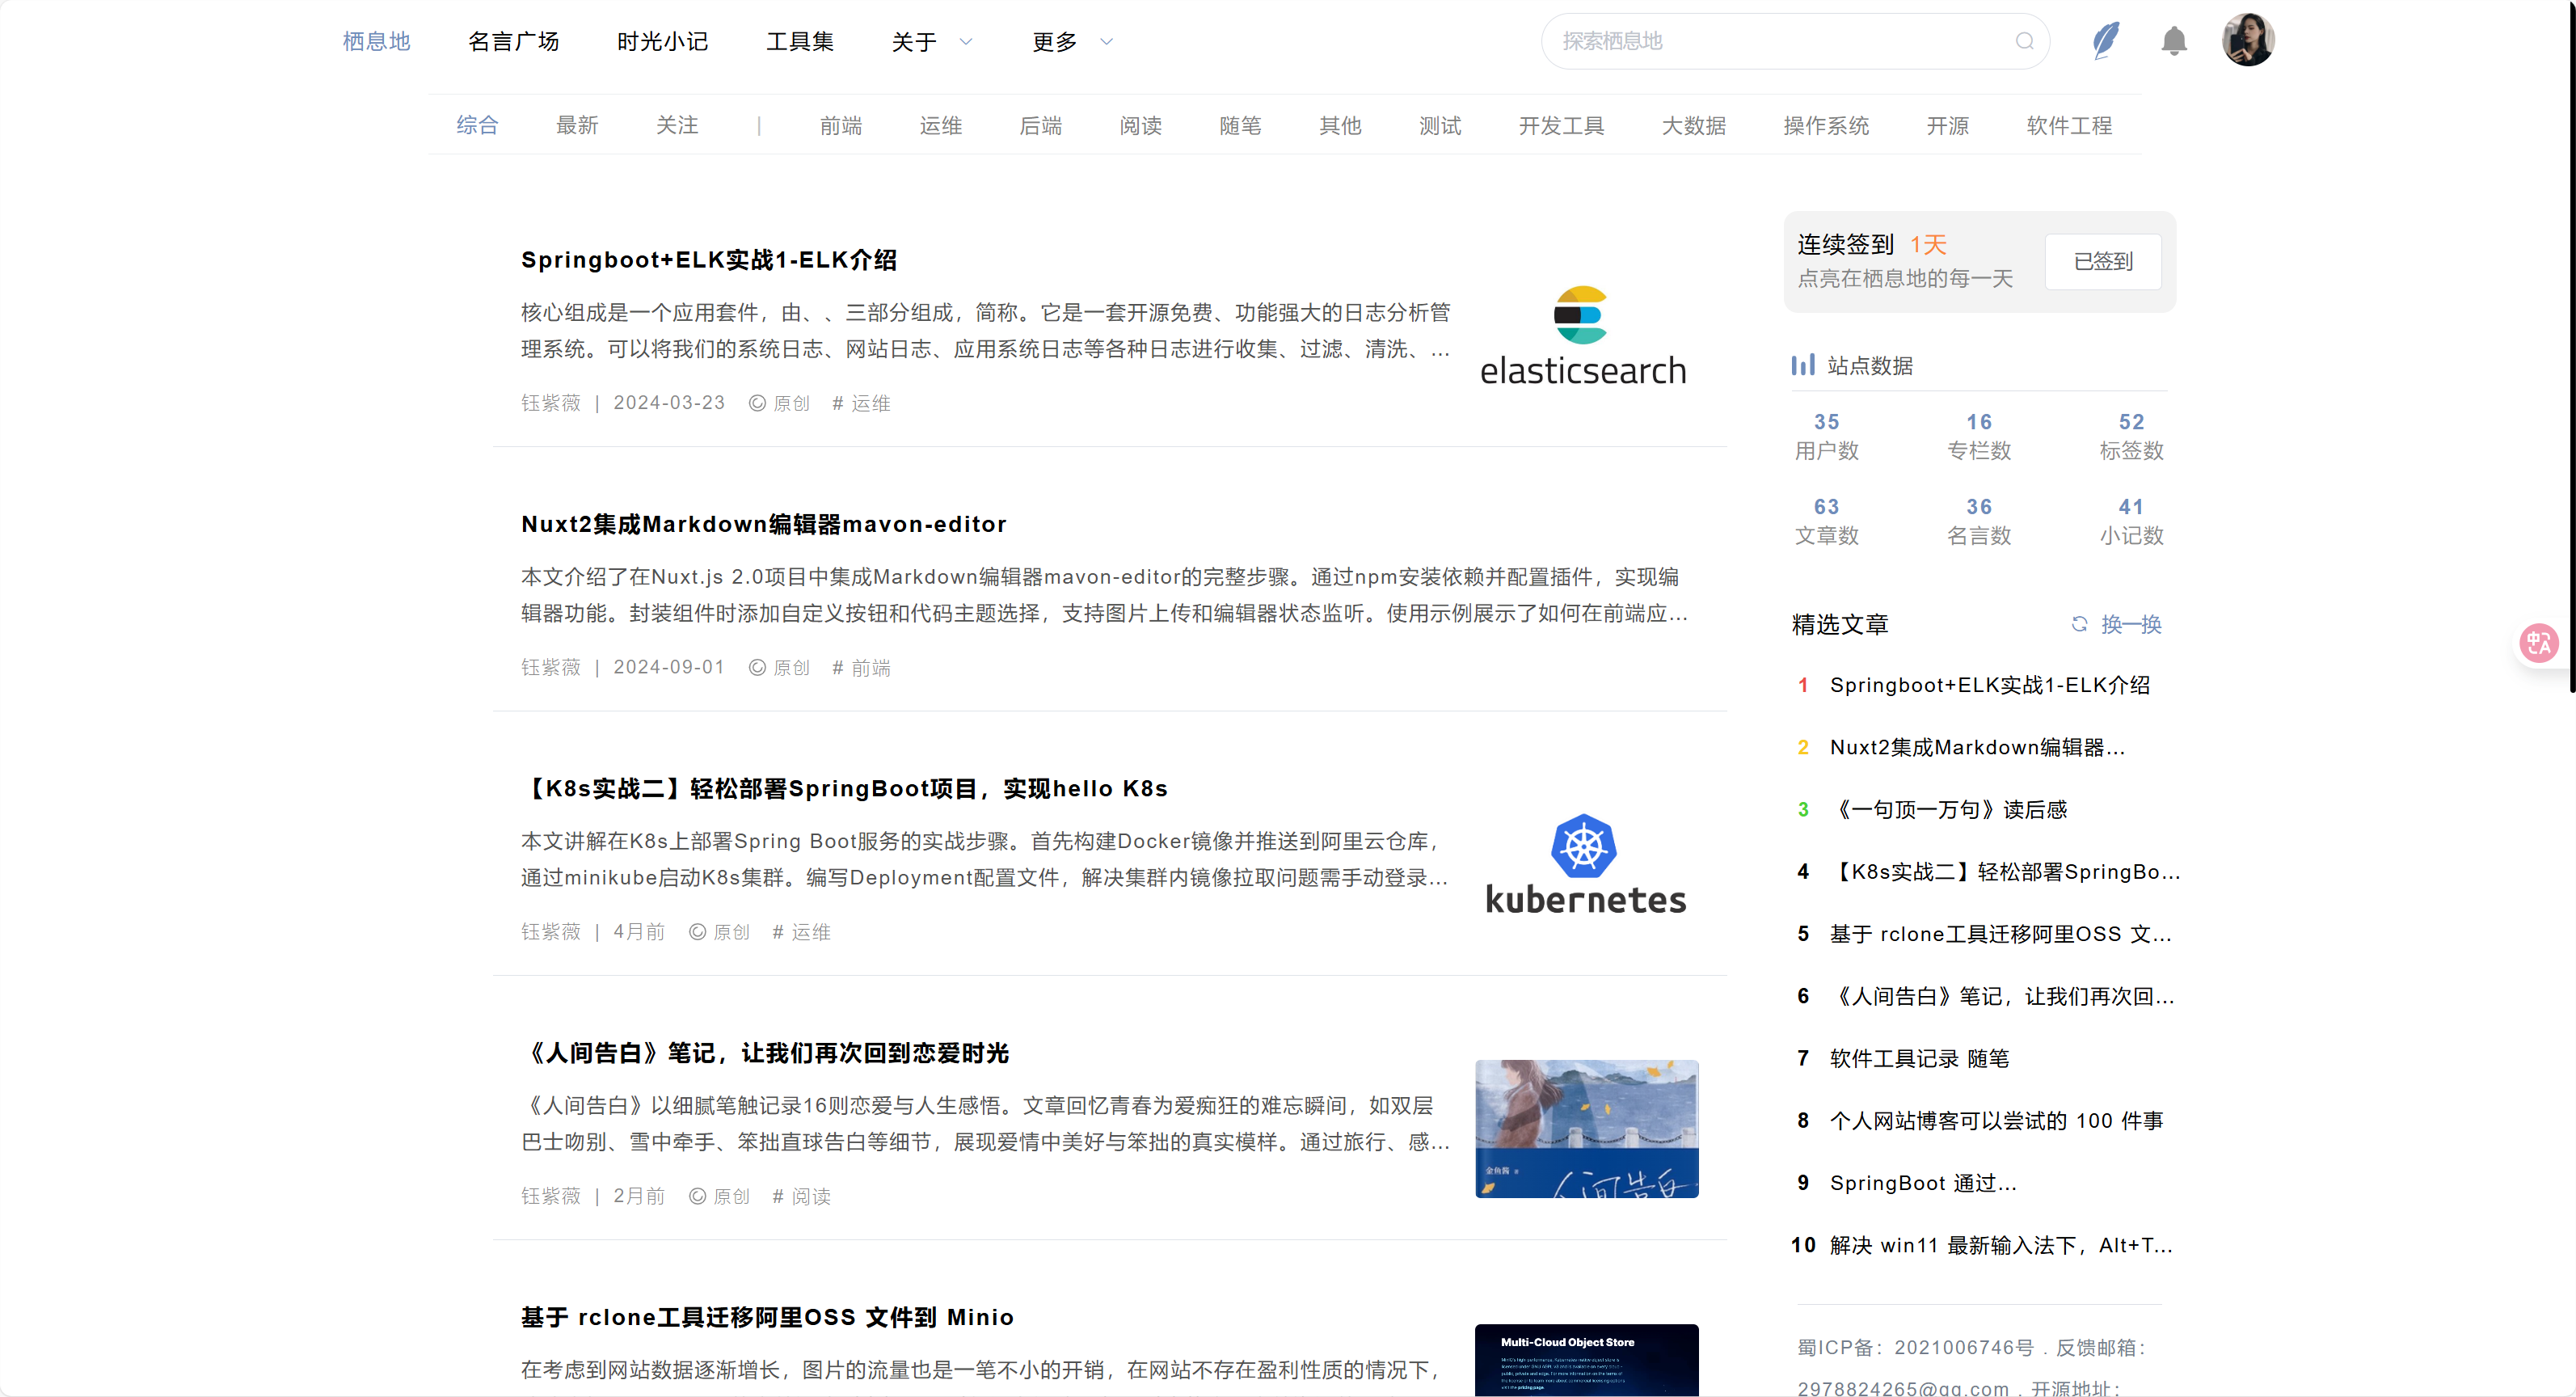 栖息地 名言广场 时光小记 工具集 关于 更多 探索栖息地
综合 最新 关注 | 前端 运维 后端 阅读 随笔 其他 测试 开发工具 大数据 操作系统 开源 软件工程
Springboot+ELK实战1-ELK介绍
核心组成是一个应用套件，由、、三部分组成，简称。它是一套开源免费、功能强大的日志分析管
理系统。可以将我们的系统日志、网站日志、应用系统日志等各种日志进行收集、过滤、清洗、...
钰紫薇 | 2024-03-23 原创 # 运维
elasticsearch
Nuxt2集成Markdown编辑器mavon-editor
本文介绍了在Nuxt.js 2.0项目中集成Markdown编辑器mavon-editor的完整步骤。通过npm安装依赖并配置插件，实现编
辑器功能。封装组件时添加自定义按钮和代码主题选择，支持图片上传和编辑器状态监听。使用示例展示了如何在前端应...
钰紫薇 | 2024-09-01 原创 # 前端
【K8s实战二】轻松部署SpringBoot项目，实现hello K8s
本文讲解在K8s上部署Spring Boot服务的实战步骤。首先构建Docker镜像并推送到阿里云仓库，
通过minikube启动K8s集群。编写Deployment配置文件，解决集群内镜像拉取问题需手动登录...
钰紫薇 | 4月前 原创 # 运维
kubernetes
《人间告白》笔记，让我们再次回到恋爱时光
《人间告白》以细腻笔触记录16则恋爱与人生感悟。文章回忆青春为爱痴狂的难忘瞬间，如双层
巴士吻别、雪中牵手、笨拙直球告白等细节，展现爱情中美好与笨拙的真实模样。通过旅行、感...
钰紫薇 | 2月前 原创 # 阅读
金鱼酱 著
人间告白
基于 rclone工具迁移阿里OSS 文件到 Minio
在考虑到网站数据逐渐增长，图片的流量也是一笔不小的开销，在网站不存在盈利性质的情况下，
Multi-Cloud Object Store
连续签到 1天
点亮在栖息地的每一天
已签到
站点数据
35 16 52
用户数 专栏数 标签数
63 36 41
文章数 名言数 小记数
精选文章 换一换
1 Springboot+ELK实战1-ELK介绍
2 Nuxt2集成Markdown编辑器...
3 《一句顶一万句》读后感
4 【K8s实战二】轻松部署SpringBo...
5 基于 rclone工具迁移阿里OSS 文...
6 《人间告白》笔记，让我们再次回...
7 软件工具记录 随笔
8 个人网站博客可以尝试的 100 件事
9 SpringBoot 通过...
10 解决 win11 最新输入法下，Alt+T...
蜀ICP备：2021006746号 . 反馈邮箱：
2978824265@qq.com . 开源地址：
中A